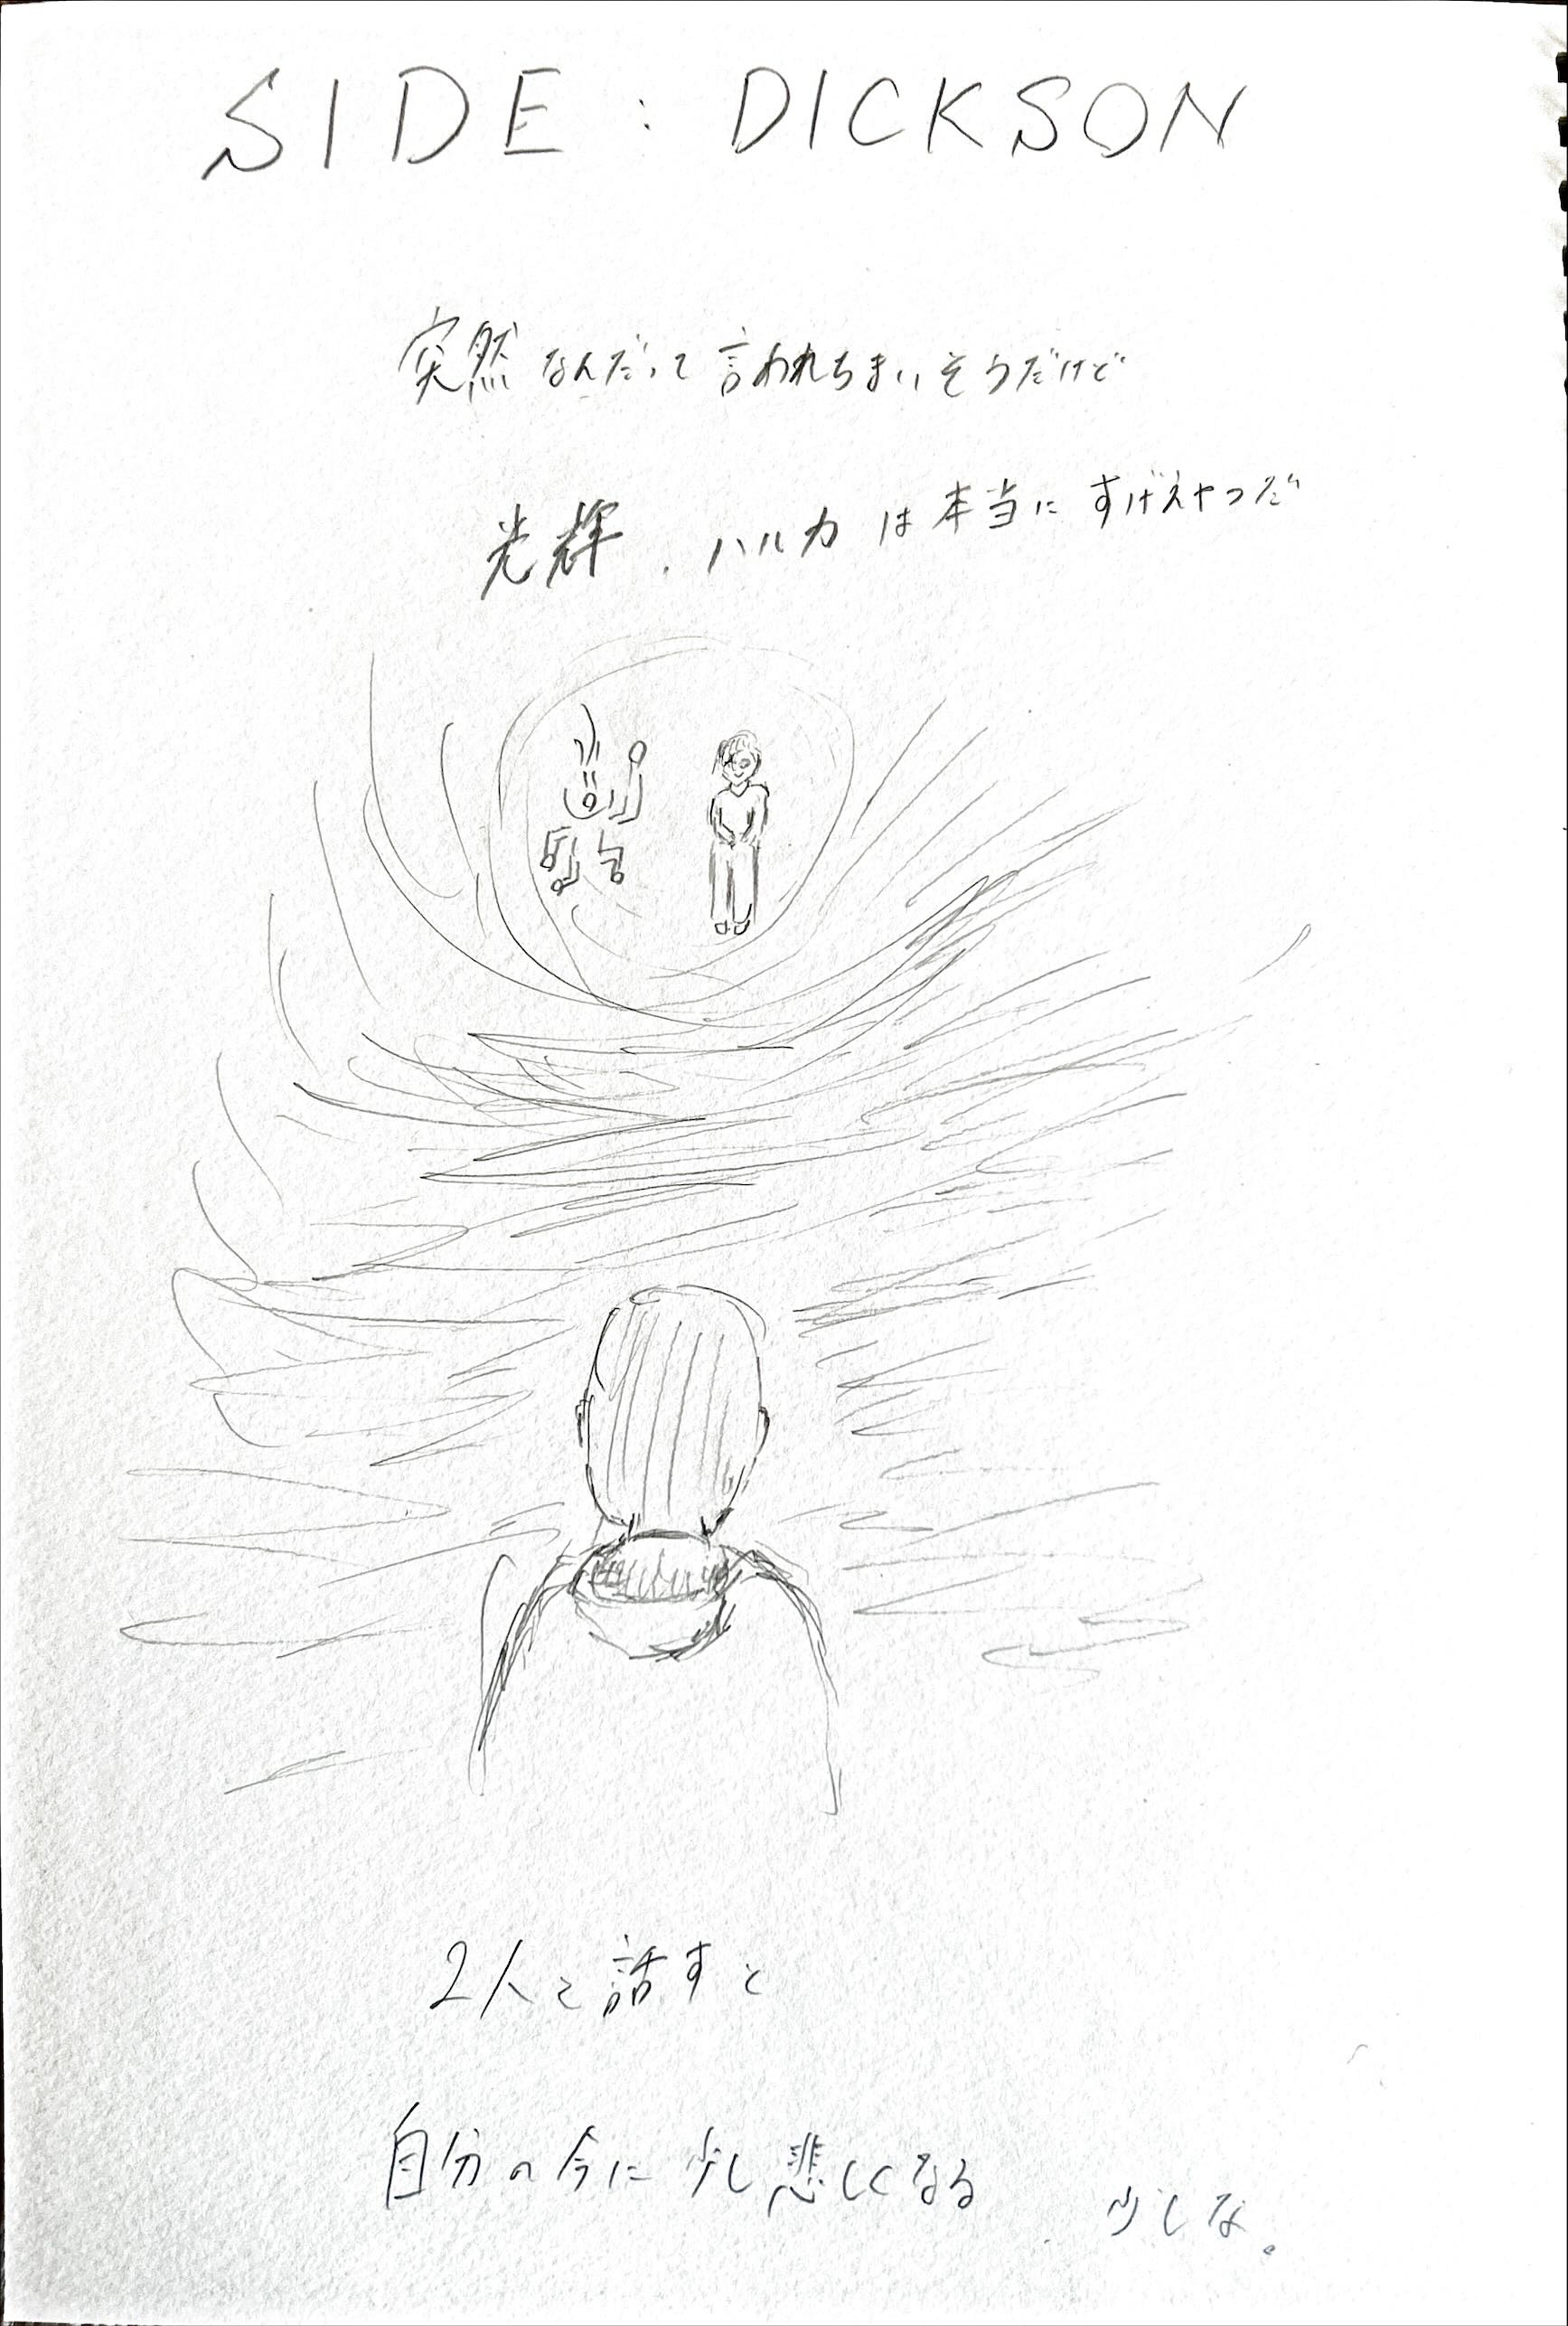 SIDE: DICKSON
突然なんだって言われちまいそうだけど
光輝、ハルカは本当にすげえやつだ
2人と話すと
自分の今に少し悲しくなる 少しな。